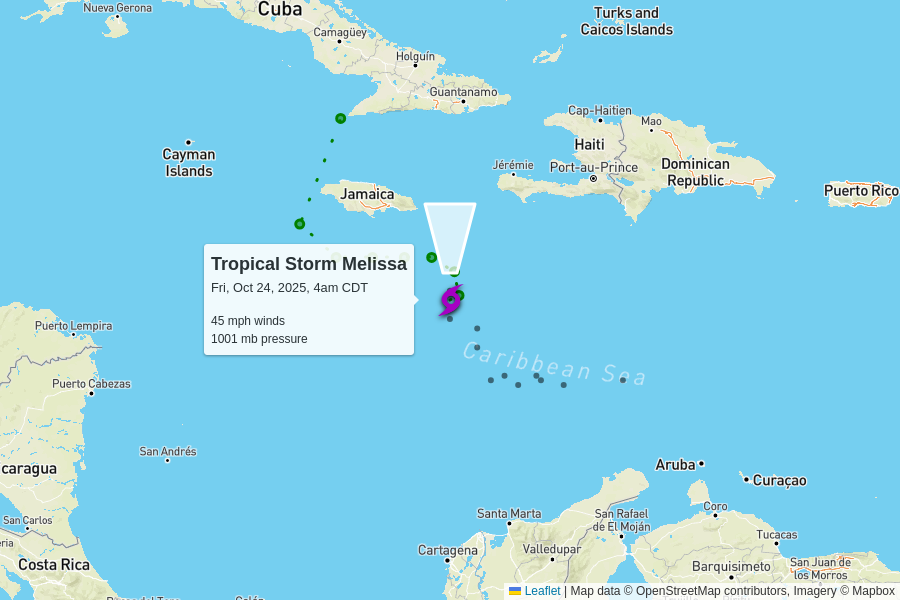 Nueva Gerona
Cuba
Turks and
Caicos Islands
Camagüey
Holguín
Guantanamo
Cap-Haitien
Mao
Cayman
Islands
Haiti
Jérémie
Port-au-Prince
Dominican
Republic
Jamaica
Puerto Rico
Tropical Storm Melissa
Fri, Oct 24, 2025, 4am CDT
45 mph winds
1001 mb pressure
Puerto Lempira
Caribbean Sea
Puerto Cabezas
San Andrés
caragua
Aruba
Curaçao
San Carlos
Santa Marta
San Rafael
de El Moján
Coro
Tucacas
eria
Cartagena
Valledupar
Costa Rica
Barquisimeto
San Juan de
los Morros
Leaflet | Map data © OpenStreetMap contributors, Imagery © Mapbox